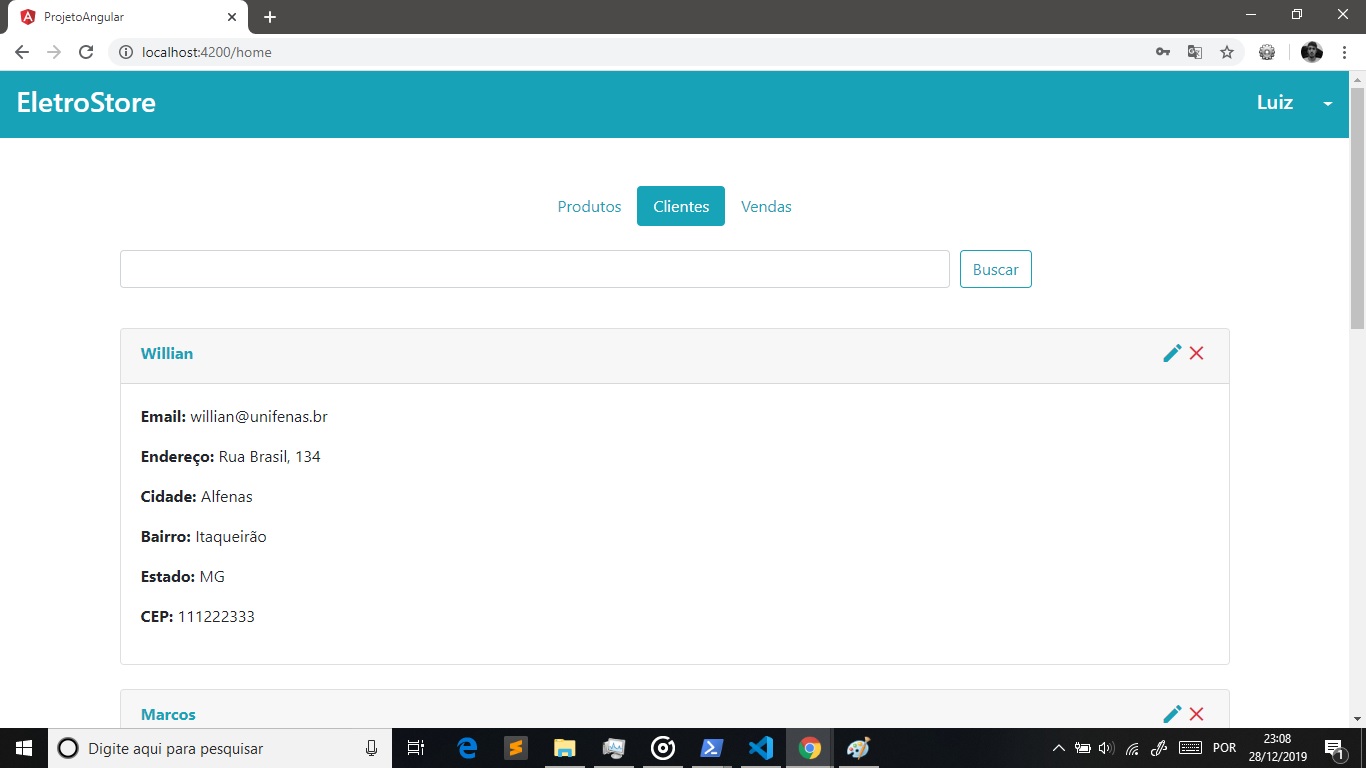 ProjetoAngular
localhost:4200/home
EletroStore
Luiz
Produtos Clientes Vendas
Buscar
Willian
Email: willian@unifenas.br
Endereço: Rua Brasil, 134
Cidade: Alfenas
Bairro: Itaqueirão
Estado: MG
CEP: 111222333
Marcos
Digite aqui para pesquisar
POR
23:08
28/12/2019
1